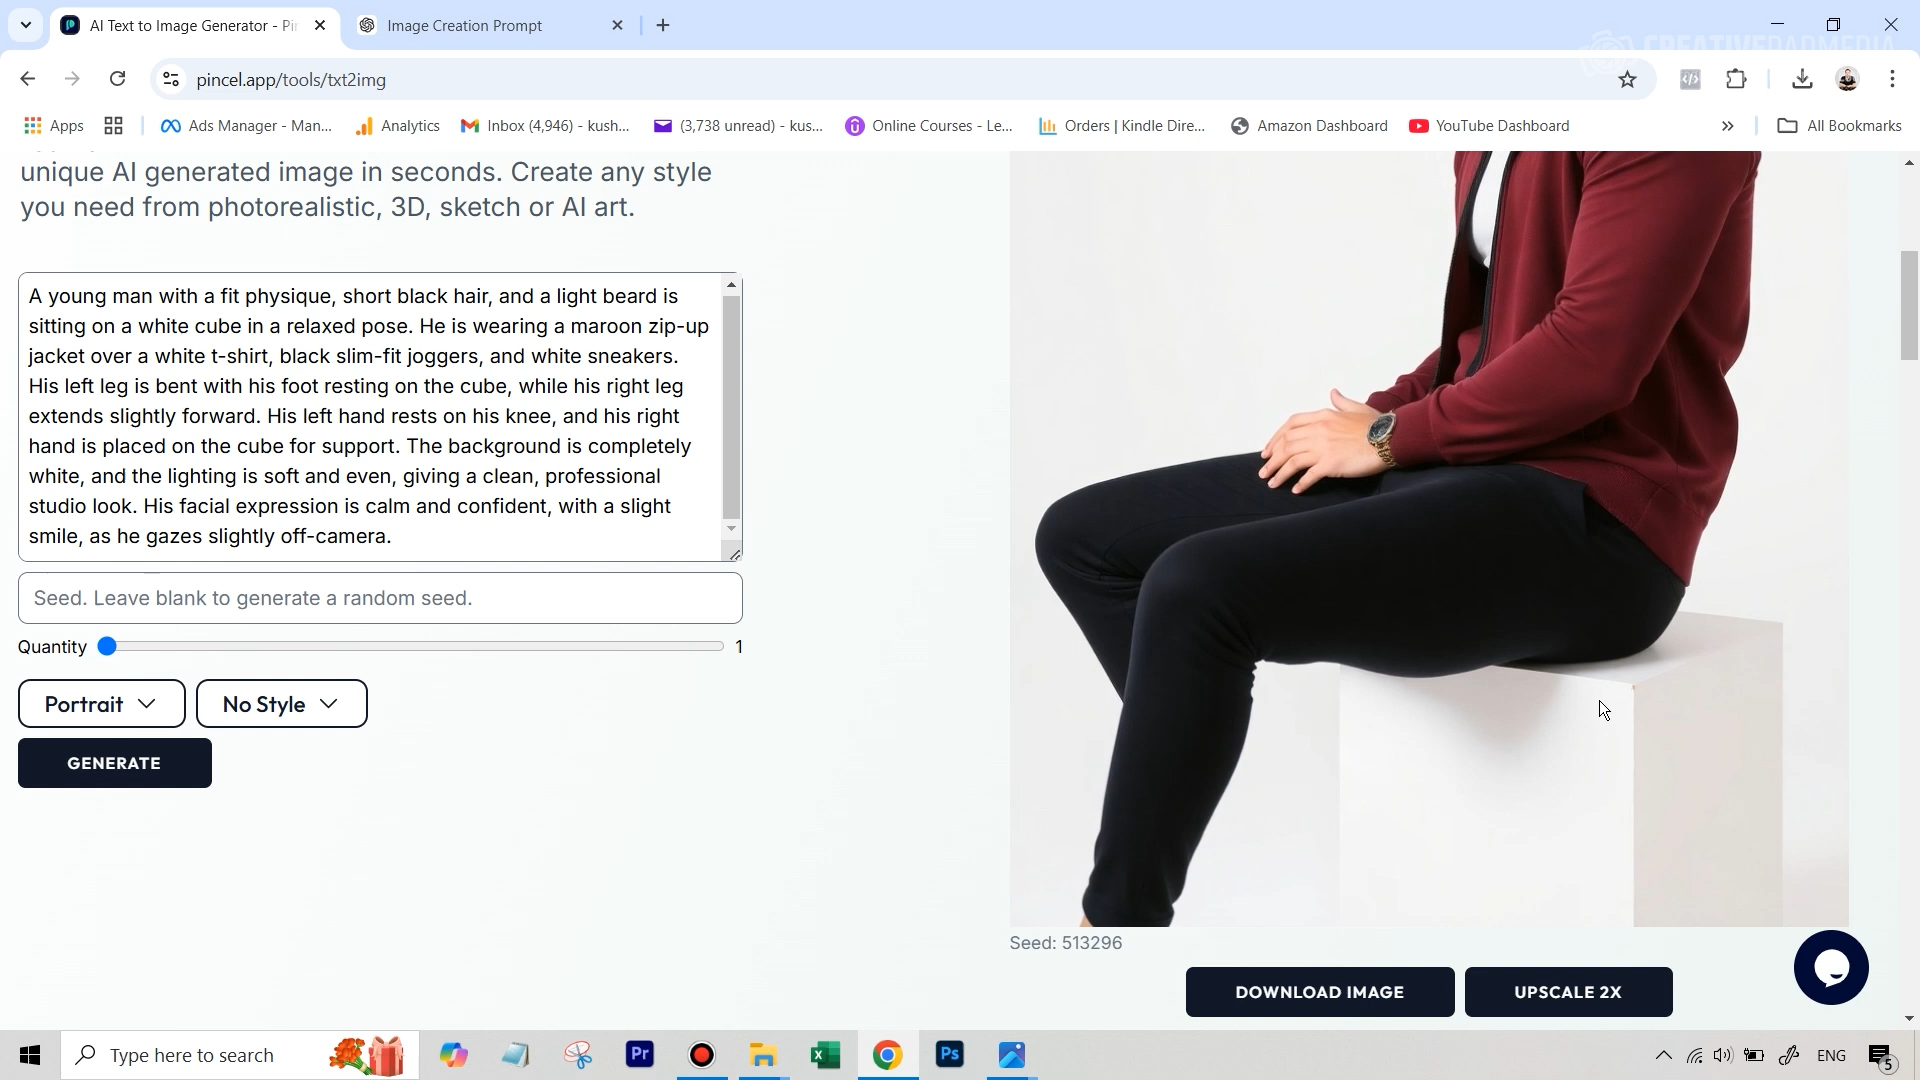 AI Text to Image Generator - Pin
Image Creation Prompt
CREATIVEDADMEDIA
pincel.app/tools/txt2img
Apps
Ads Manager - Man...
Analytics
Inbox (4,946) - kush...
(3,738 unread) - kus...
Online Courses - Le...
Orders | Kindle Dire...
Amazon Dashboard
YouTube Dashboard
All Bookmarks
unique AI generated image in seconds. Create any style
you need from photorealistic, 3D, sketch or AI art.
A young man with a fit physique, short black hair, and a light beard is
sitting on a white cube in a relaxed pose. He is wearing a maroon zip-up
jacket over a white t-shirt, black slim-fit joggers, and white sneakers.
His left leg is bent with his foot resting on the cube, while his right leg
extends slightly forward. His left hand rests on his knee, and his right
hand is placed on the cube for support. The background is completely
white, and the lighting is soft and even, giving a clean, professional
studio look. His facial expression is calm and confident, with a slight
smile, as he gazes slightly off-camera.
Seed. Leave blank to generate a random seed.
Quantity 1
Portrait
No Style
GENERATE
Seed: 513296
DOWNLOAD IMAGE
UPSCALE 2X
Type here to search
Pr
Ps
ENG
5